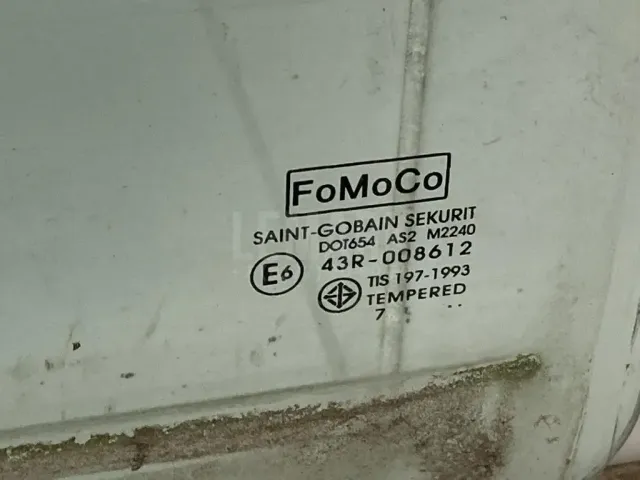 FoMoCo
SAINT-GOBAIN SEKURIT
DOT654 AS2 M2240
E6 43R-008612
TIS 197-1993
TEMPERED
7 . ..